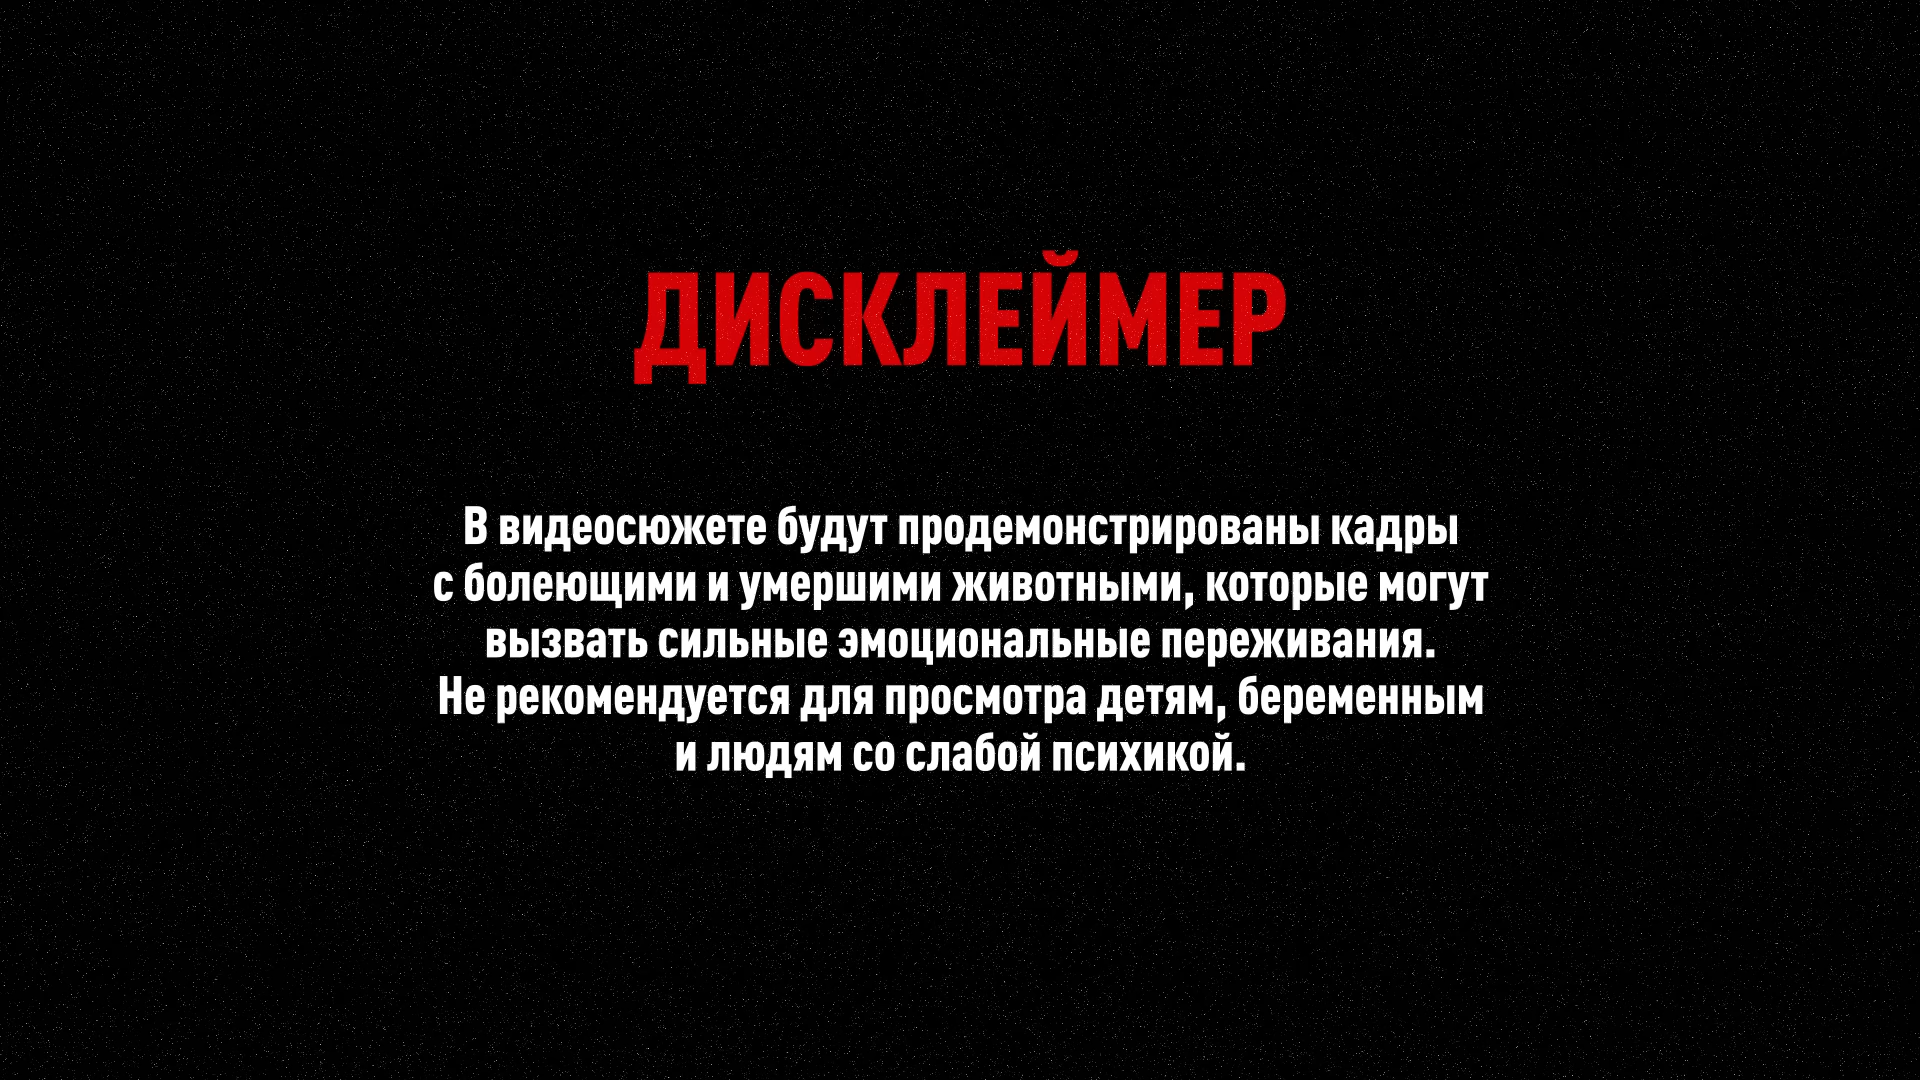 ДИСКЛЕЙМЕР
В видеосюжете будут продемонстрированы кадры
с болеющими и умершими животными, которые могут
вызвать сильные эмоциональные переживания.
Не рекомендуется для просмотра детям, беременным
и людям со слабой психикой.